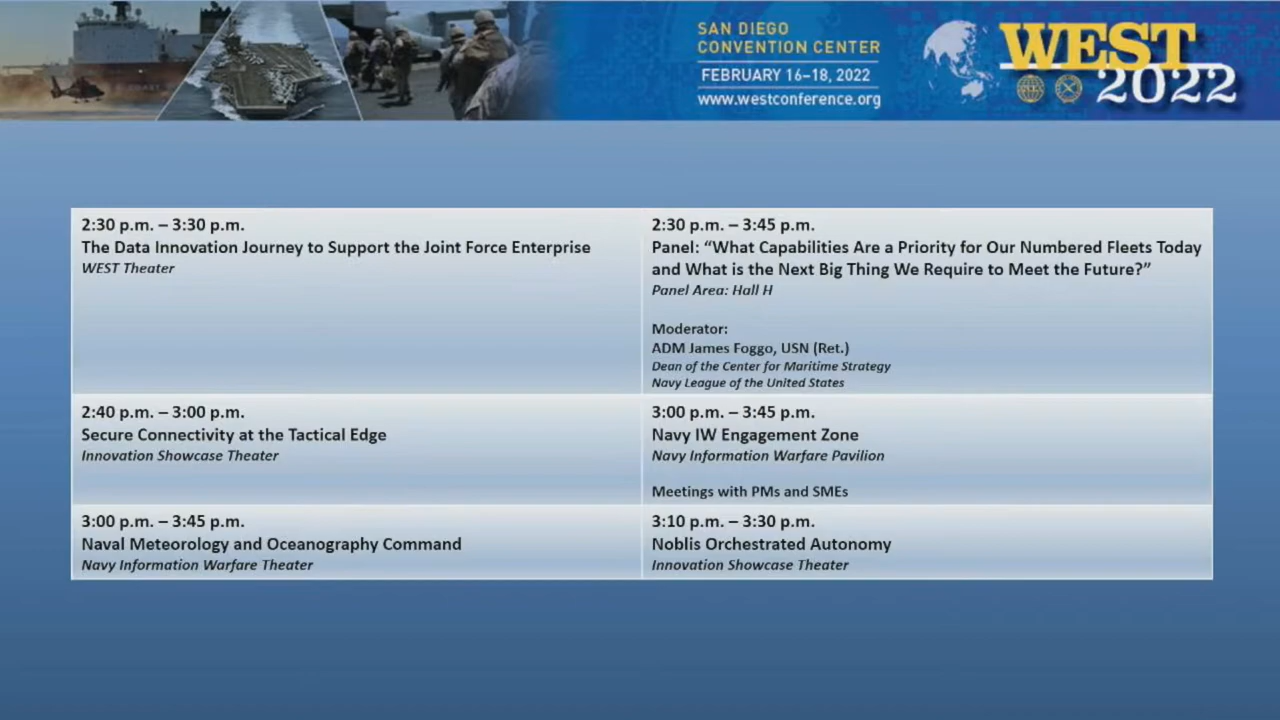 SAN DIEGO
CONVENTION CENTER
FEBRUARY 16–18, 2022
www.westconference.org
WEST
2022
2:30 p.m. – 3:30 p.m.
The Data Innovation Journey to Support the Joint Force Enterprise
WEST Theater
2:30 p.m. – 3:45 p.m.
Panel: “What Capabilities Are a Priority for Our Numbered Fleets Today
and What is the Next Big Thing We Require to Meet the Future?”
Panel Area: Hall H
Moderator:
ADM James Foggo, USN (Ret.)
Dean of the Center for Maritime Strategy
Navy League of the United States
2:40 p.m. – 3:00 p.m.
Secure Connectivity at the Tactical Edge
Innovation Showcase Theater
3:00 p.m. – 3:45 p.m.
Navy IW Engagement Zone
Navy Information Warfare Pavilion
Meetings with PMs and SMEs
3:00 p.m. – 3:45 p.m.
Naval Meteorology and Oceanography Command
Navy Information Warfare Theater
3:10 p.m. – 3:30 p.m.
Noblis Orchestrated Autonomy
Innovation Showcase Theater